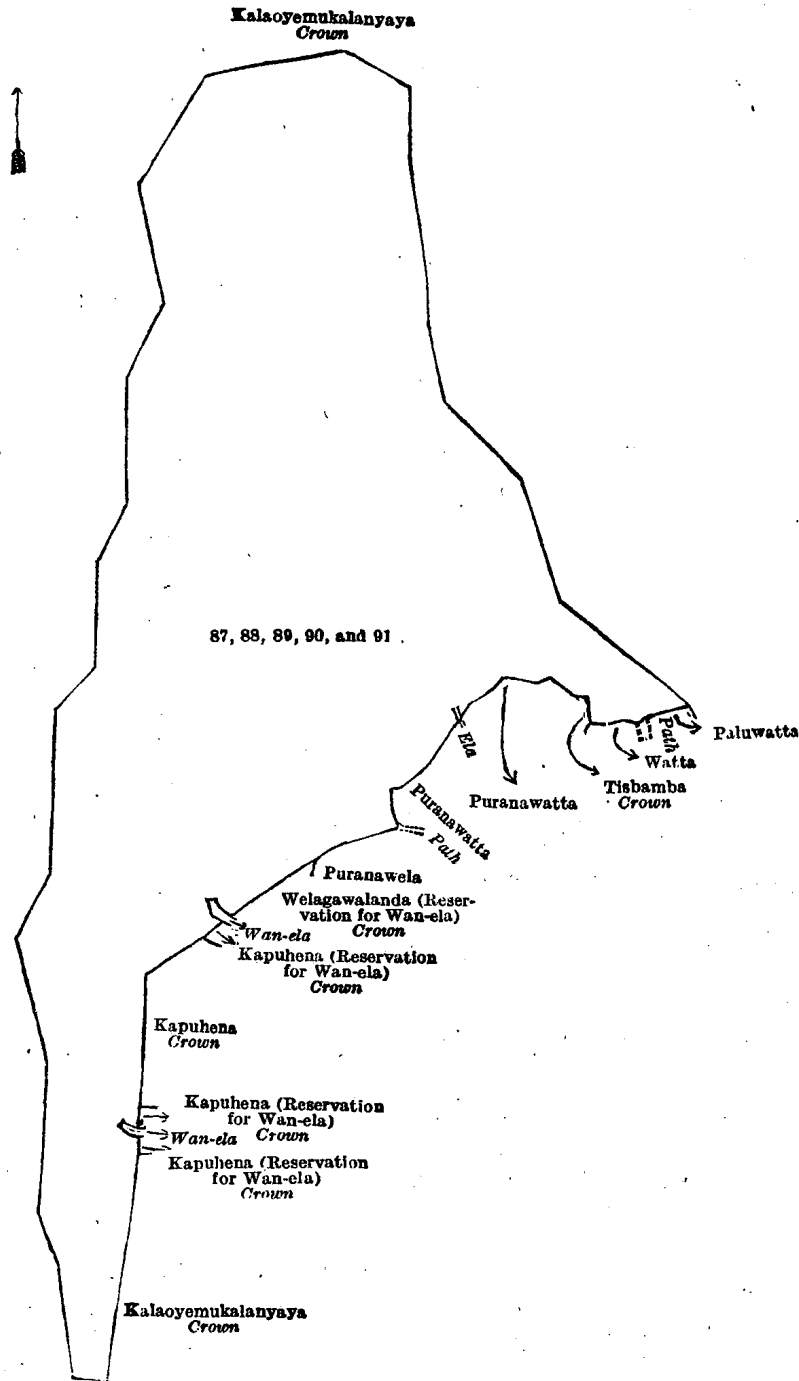 Kalaoyemukalanyaya
Crown
87, 88, 89, 90, and 91
Ela
Path
Paluwatta
Watta
Tisbamba
Crown
Puranawatta
Puranawatta
Path
Puranawela
Welagawalanda (Reser-
vation for Wan-ela)
Crown
Wan-ela
Kapuhena (Reservation
for Wan-ela)
Crown
Kapuhena
Crown
Kapuhena (Reservation
for Wan-ela)
Crown
Wan-ela
Kapuhena (Reservation
for Wan-ela)
Crown
Kalaoyemukalanyaya
Crown